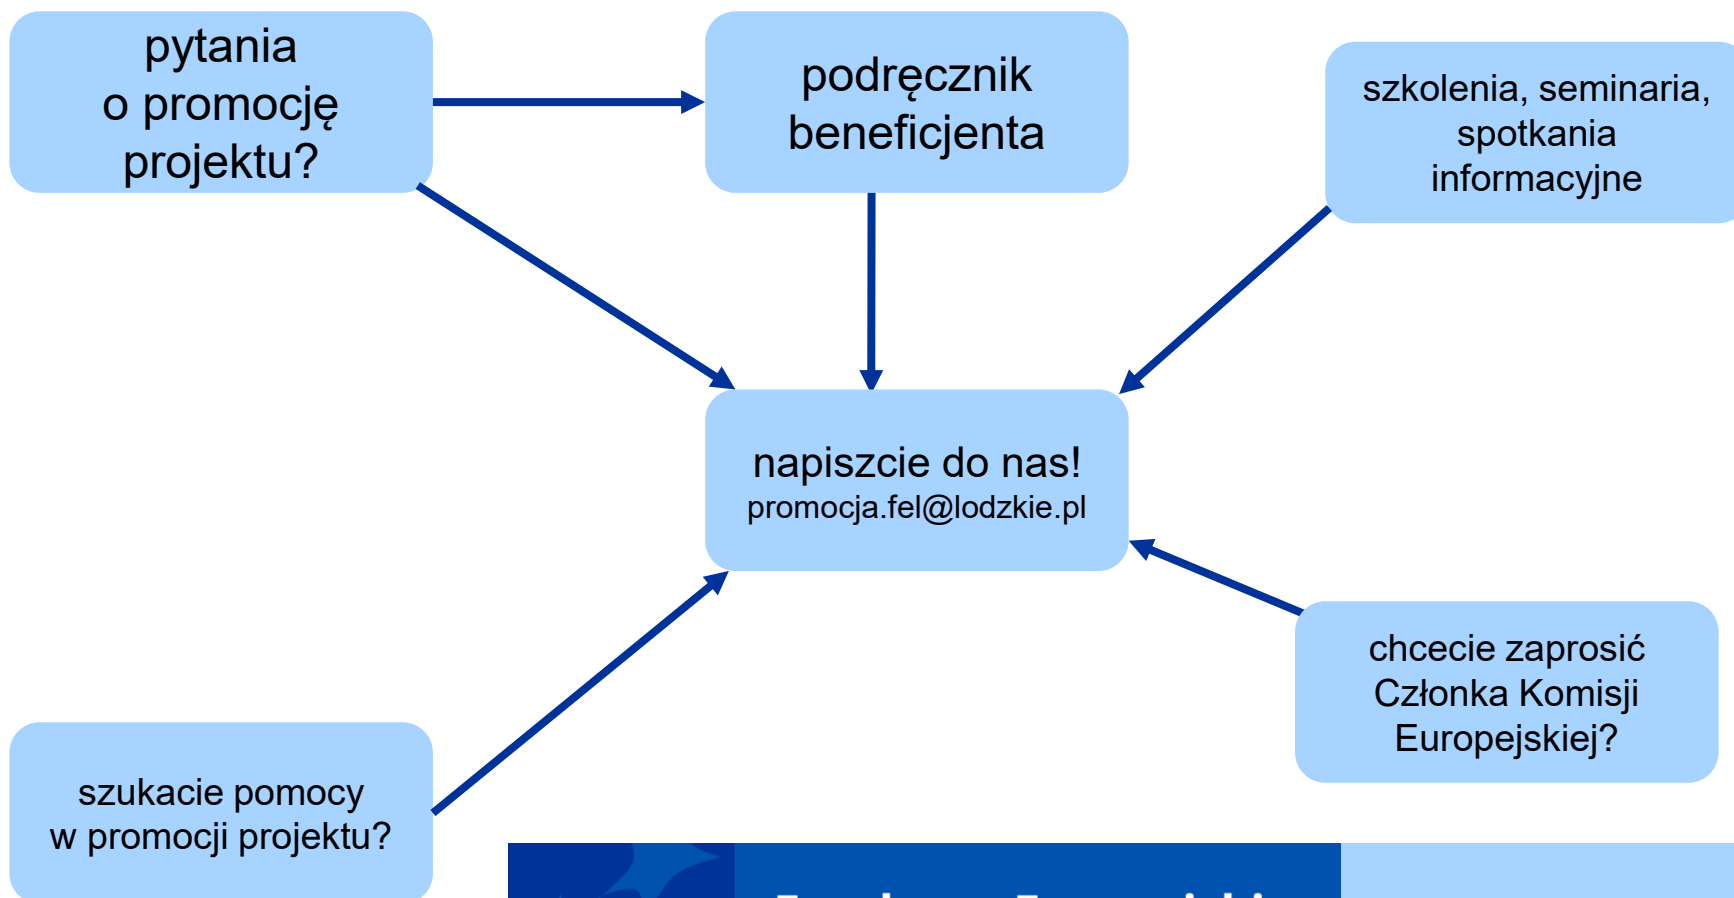 pytania
o promocję
projektu?
podręcznik
beneficjenta
szkolenia, seminaria,
spotkania
informacyjne
napiszcie do nas!
promocja.fel@lodzkie.pl
chcecie zaprosić
Członka Komisji
Europejskiej?
szukacie pomocy
w promocji projektu?